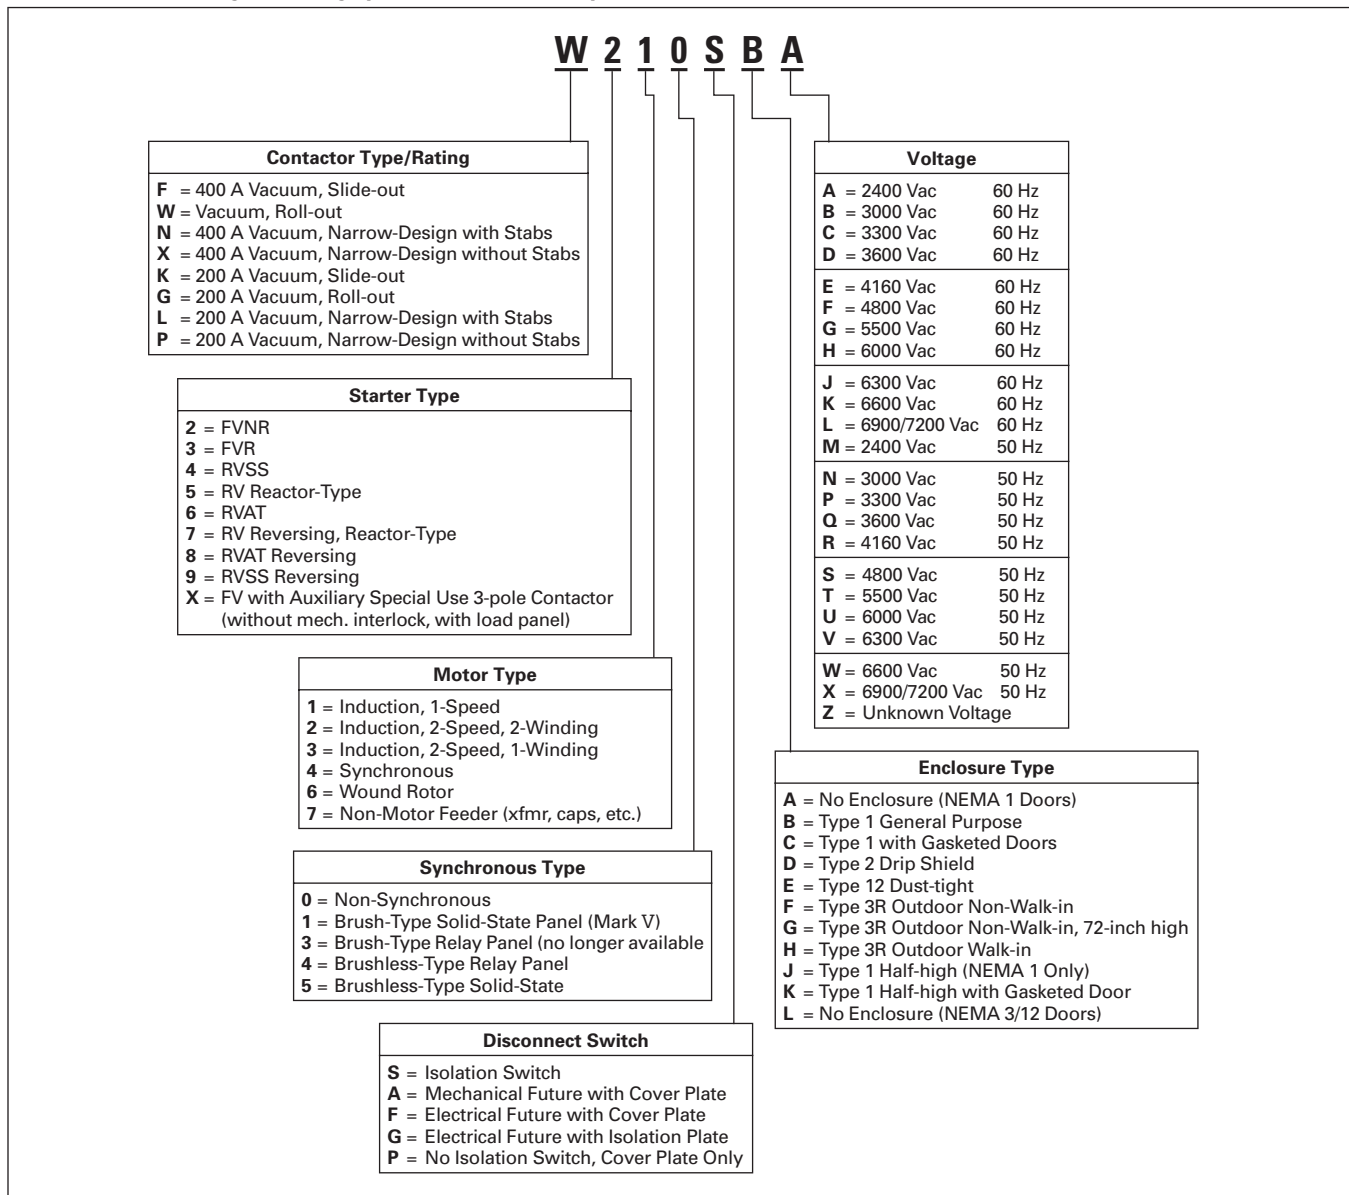 W 2 1 0 S B A
Contactor Type/Rating
F = 400 A Vacuum, Slide-out
W = Vacuum, Roll-out
N = 400 A Vacuum, Narrow-Design with Stabs
X = 400 A Vacuum, Narrow-Design without Stabs
K = 200 A Vacuum, Slide-out
G = 200 A Vacuum, Roll-out
L = 200 A Vacuum, Narrow-Design with Stabs
P = 200 A Vacuum, Narrow-Design without Stabs
Starter Type
2 = FVNR
3 = FVR
4 = RVSS
5 = RV Reactor-Type
6 = RVAT
7 = RV Reversing, Reactor-Type
8 = RVAT Reversing
9 = RVSS Reversing
X = FV with Auxiliary Special Use 3-pole Contactor
(without mech. interlock, with load panel)
Motor Type
1 = Induction, 1-Speed
2 = Induction, 2-Speed, 2-Winding
3 = Induction, 2-Speed, 1-Winding
4 = Synchronous
6 = Wound Rotor
7 = Non-Motor Feeder (xfmr, caps, etc.)
Synchronous Type
0 = Non-Synchronous
1 = Brush-Type Solid-State Panel (Mark V)
3 = Brush-Type Relay Panel (no longer available
4 = Brushless-Type Relay Panel
5 = Brushless-Type Solid-State
Disconnect Switch
S = Isolation Switch
A = Mechanical Future with Cover Plate
F = Electrical Future with Cover Plate
G = Electrical Future with Isolation Plate
P = No Isolation Switch, Cover Plate Only
Voltage
A = 2400 Vac 60 Hz
B = 3000 Vac 60 Hz
C = 3300 Vac 60 Hz
D = 3600 Vac 60 Hz
E = 4160 Vac 60 Hz
F = 4800 Vac 60 Hz
G = 5500 Vac 60 Hz
H = 6000 Vac 60 Hz
J = 6300 Vac 60 Hz
K = 6600 Vac 60 Hz
L = 6900/7200 Vac 60 Hz
M = 2400 Vac 50 Hz
N = 3000 Vac 50 Hz
P = 3300 Vac 50 Hz
Q = 3600 Vac 50 Hz
R = 4160 Vac 50 Hz
S = 4800 Vac 50 Hz
T = 5500 Vac 50 Hz
U = 6000 Vac 50 Hz
V = 6300 Vac 50 Hz
W = 6600 Vac 50 Hz
X = 6900/7200 Vac 50 Hz
Z = Unknown Voltage
Enclosure Type
A = No Enclosure (NEMA 1 Doors)
B = Type 1 General Purpose
C = Type 1 with Gasketed Doors
D = Type 2 Drip Shield
E = Type 12 Dust-tight
F = Type 3R Outdoor Non-Walk-in
G = Type 3R Outdoor Non-Walk-in, 72-inch high
H = Type 3R Outdoor Walk-in
J = Type 1 Half-high (NEMA 1 Only)
K = Type 1 Half-high with Gasketed Door
L = No Enclosure (NEMA 3/12 Doors)